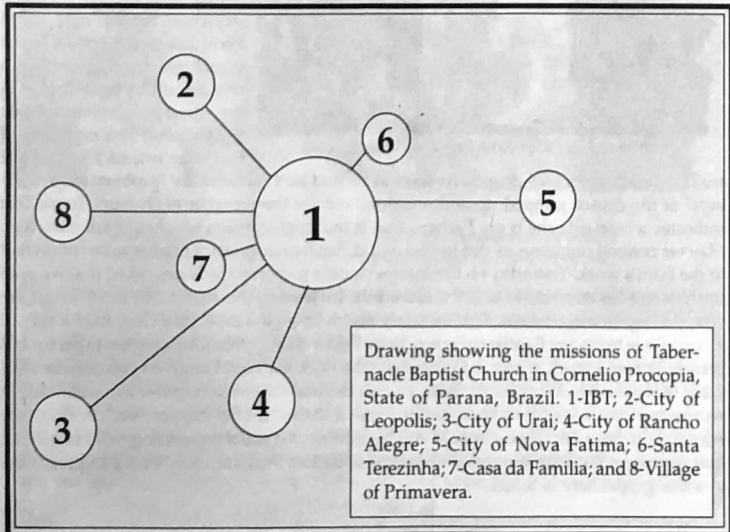 2
6
1
5
8
7
3
4
Drawing showing the missions of Taber-
nacle Baptist Church in Cornelio Procopia,
State of Parana, Brazil. 1-IBT; 2-City of
Leopolis; 3-City of Urai; 4-City of Rancho
Alegre; 5-City of Nova Fatima; 6-Santa
Terezinha; 7-Casa da Familia; and 8-Village
of Primavera.